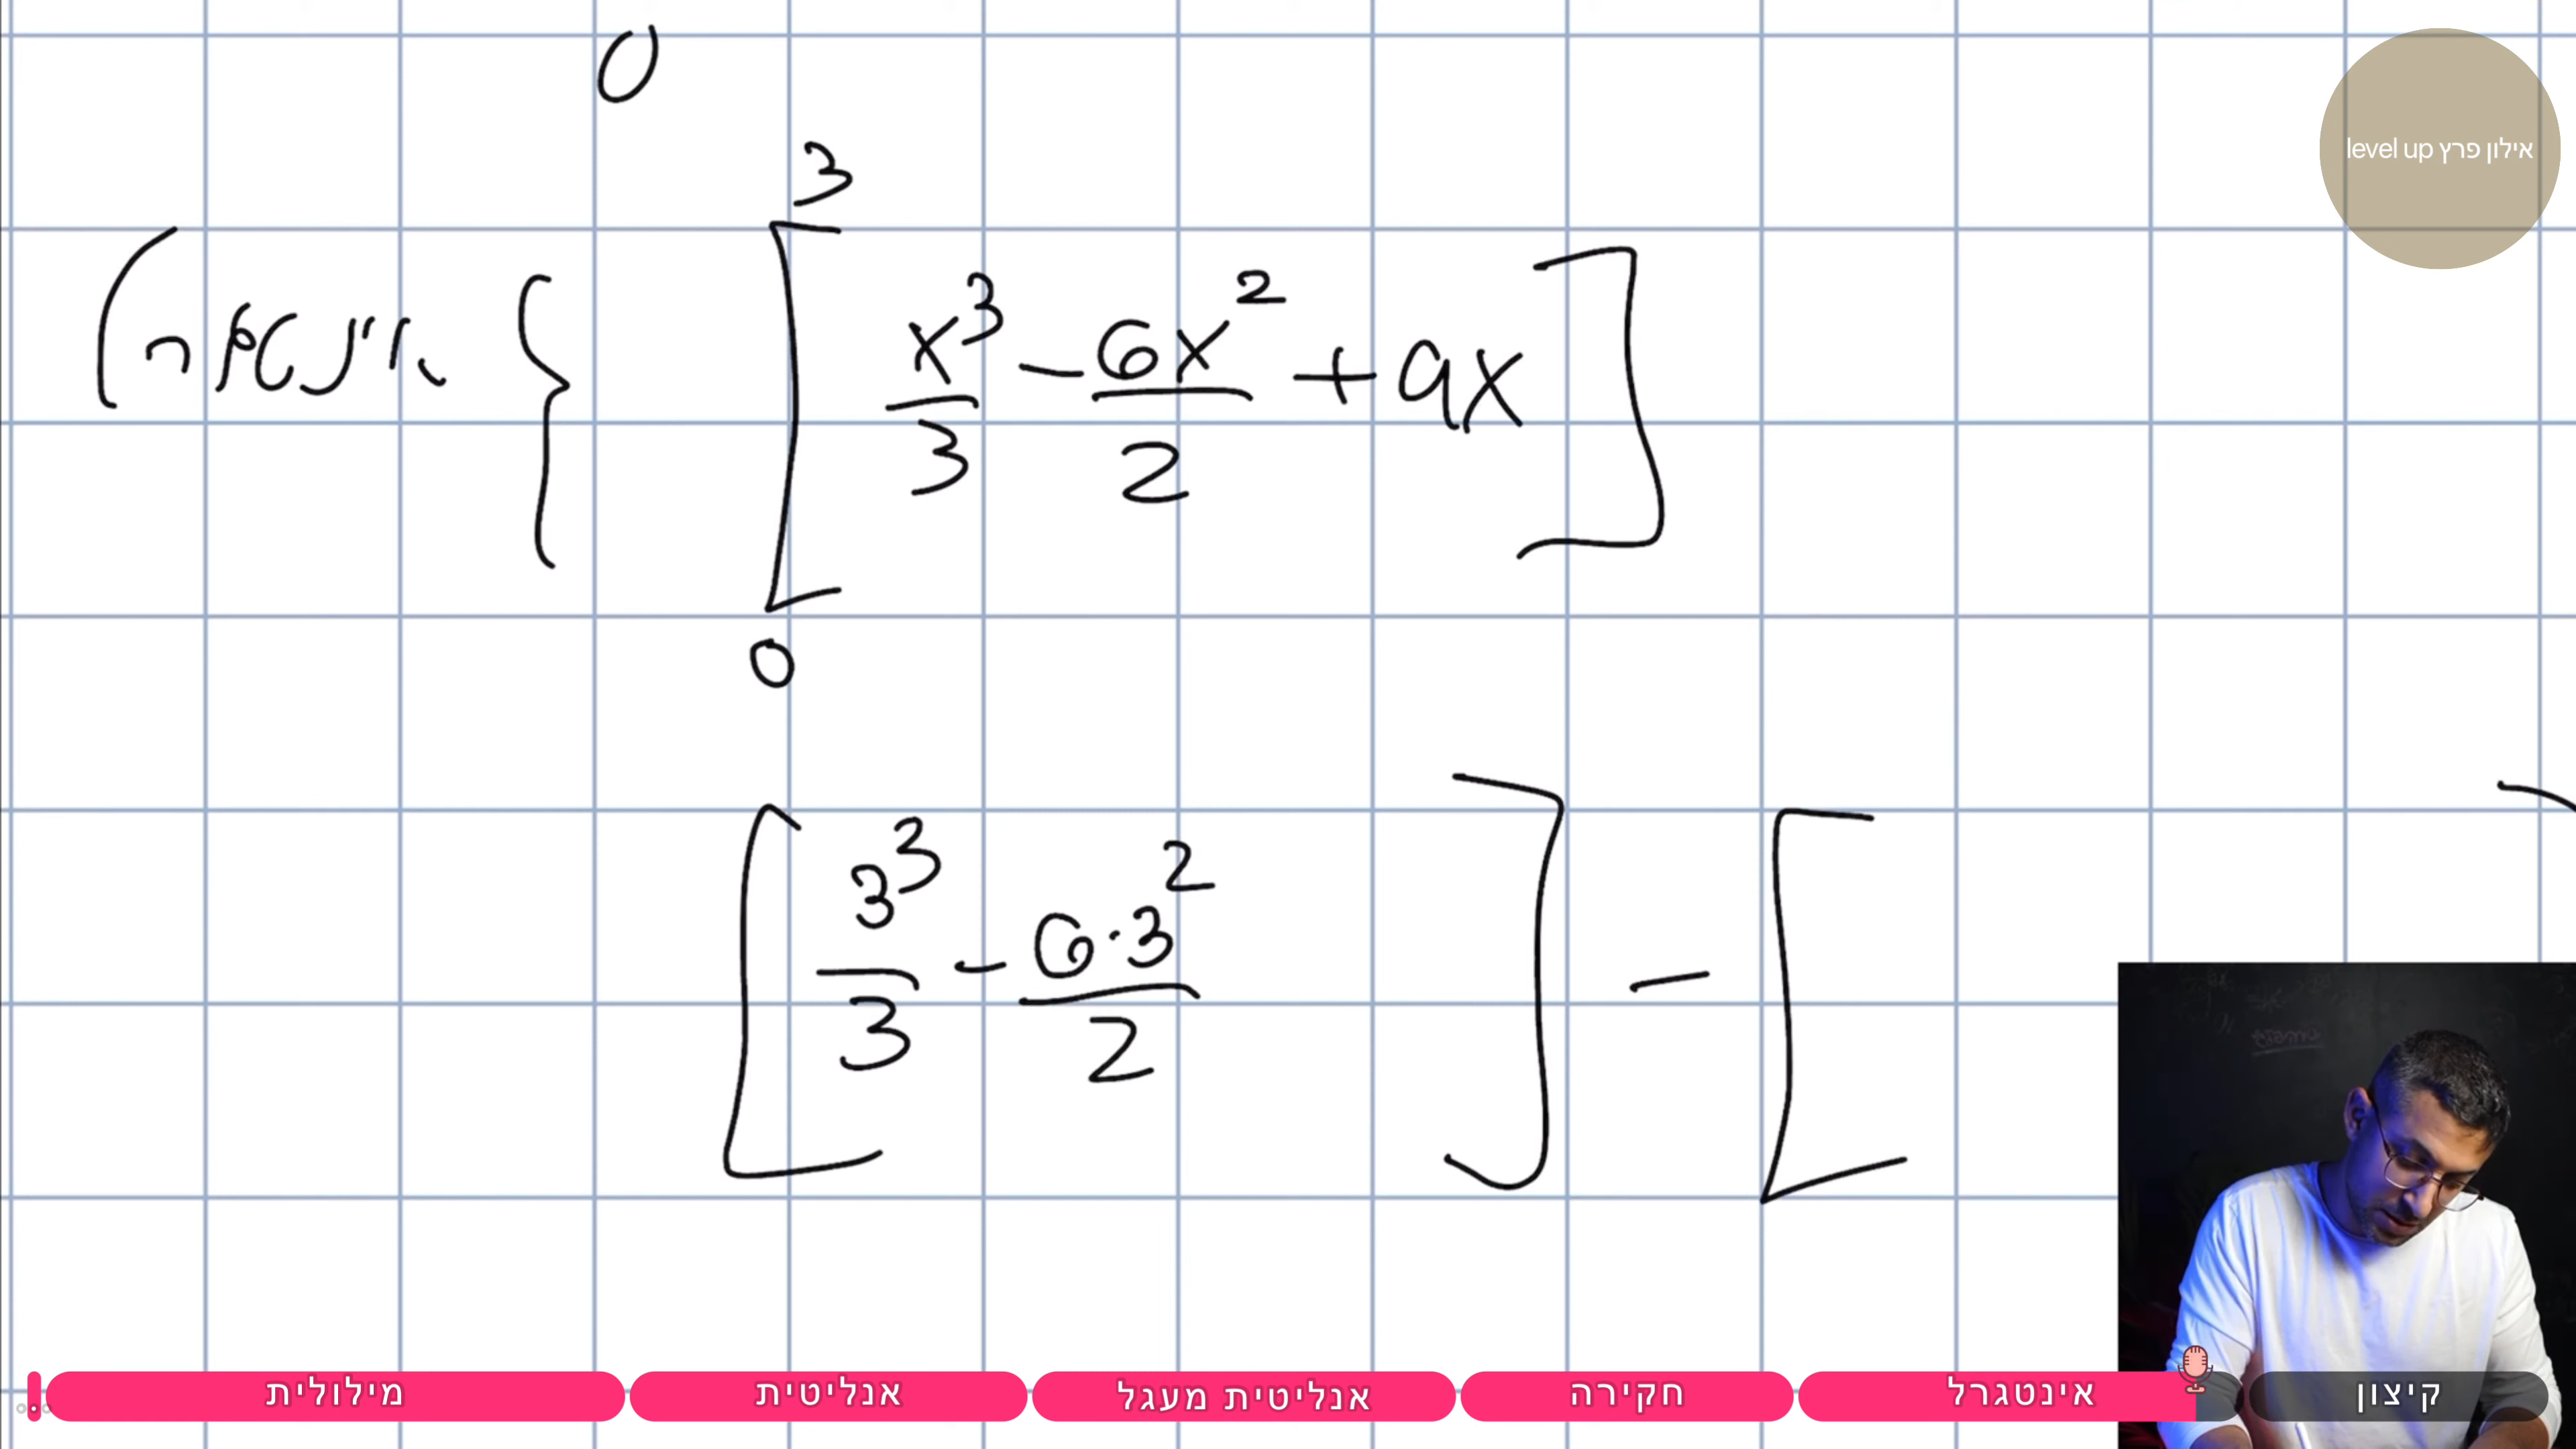 0
level up אילון פרץ
3
[ x³/3 - 6x²/2 + 9x ]
0
[ 3³/3 - 6·3²/2 ] - [
מילולית
אנליטית
אנליטית מעגל
חקירה
אינטגרל
קיצון